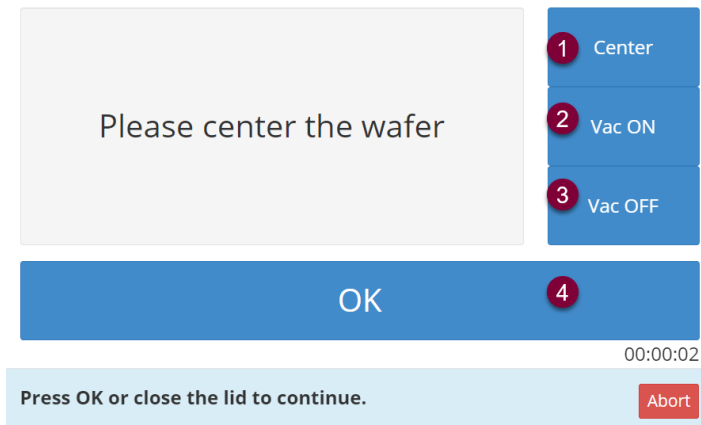 Please center the wafer
1 Center
2 Vac ON
3 Vac OFF
OK 4
00:00:02
Press OK or close the lid to continue.
Abort